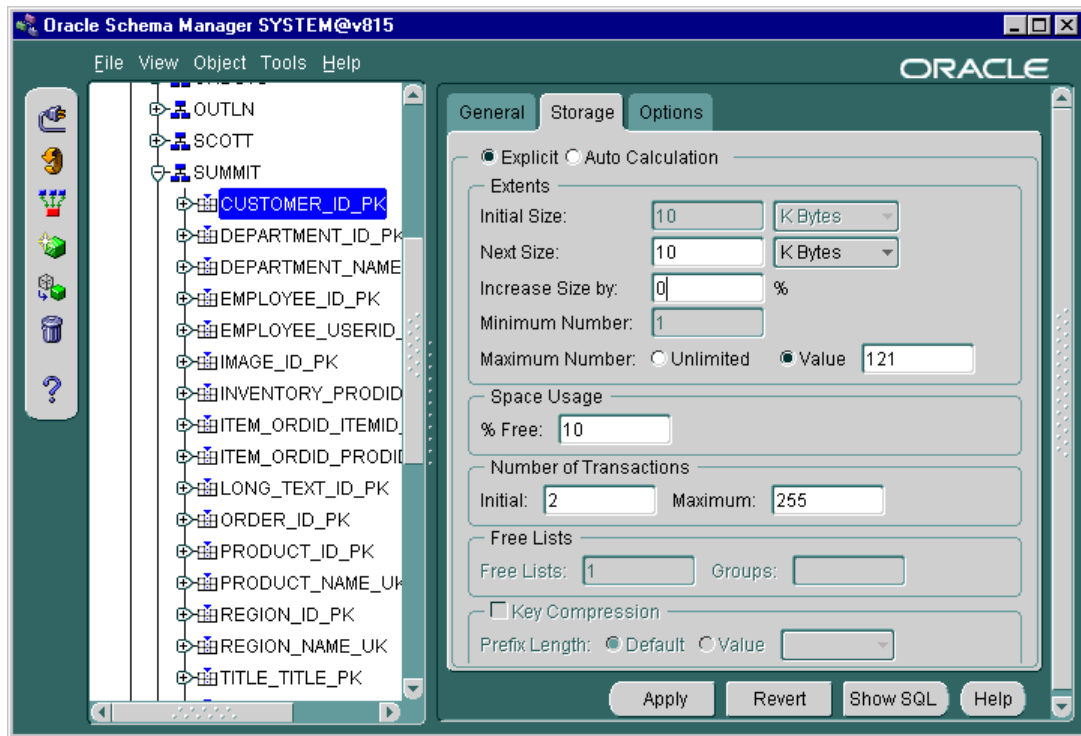 Oracle Schema Manager SYSTEM@v815
File View Object Tools Help
ORACLE
OUTLN
SCOTT
SUMMIT
CUSTOMER_ID_PK
DEPARTMENT_ID_PK
DEPARTMENT_NAME
EMPLOYEE_ID_PK
EMPLOYEE_USERID_
IMAGE_ID_PK
INVENTORY_PRODID
ITEM_ORDID_ITEMID_
ITEM_ORDID_PRODID
LONG_TEXT_ID_PK
ORDER_ID_PK
PRODUCT_ID_PK
PRODUCT_NAME_UK
REGION_ID_PK
REGION_NAME_UK
TITLE_TITLE_PK
?
General Storage Options
Explicit Auto Calculation
Extents
Initial Size: 10 K Bytes
Next Size: 10 K Bytes
Increase Size by: 0 %
Minimum Number: 1
Maximum Number: Unlimited Value 121
Space Usage
% Free: 10
Number of Transactions
Initial: 2 Maximum: 255
Free Lists
Free Lists: 1 Groups:
Key Compression
Prefix Length: Default Value
Apply Revert Show SQL Help